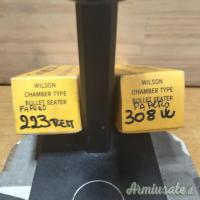 WILSON
CHAMBER TYPE
BULLET SEATER
223 REM
WILSON
CHAMBER TYPE
BULLET SEATER
308 W
Armiusate.it